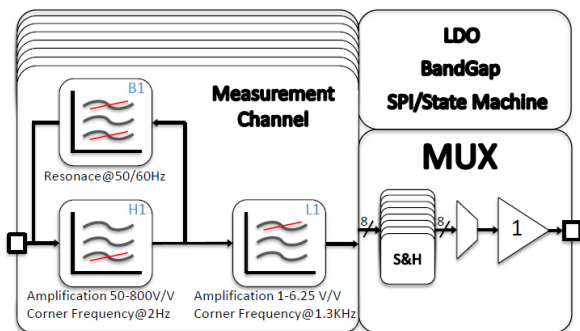 B1
Resonace@50/60Hz
H1
Amplification 50-800V/V
Corner Frequency@2Hz
Measurement
Channel
L1
Amplification 1-6.25 V/V
Corner Frequency@1.3KHz
LDO
BandGap
SPI/State Machine
MUX
8
S&H
8
1